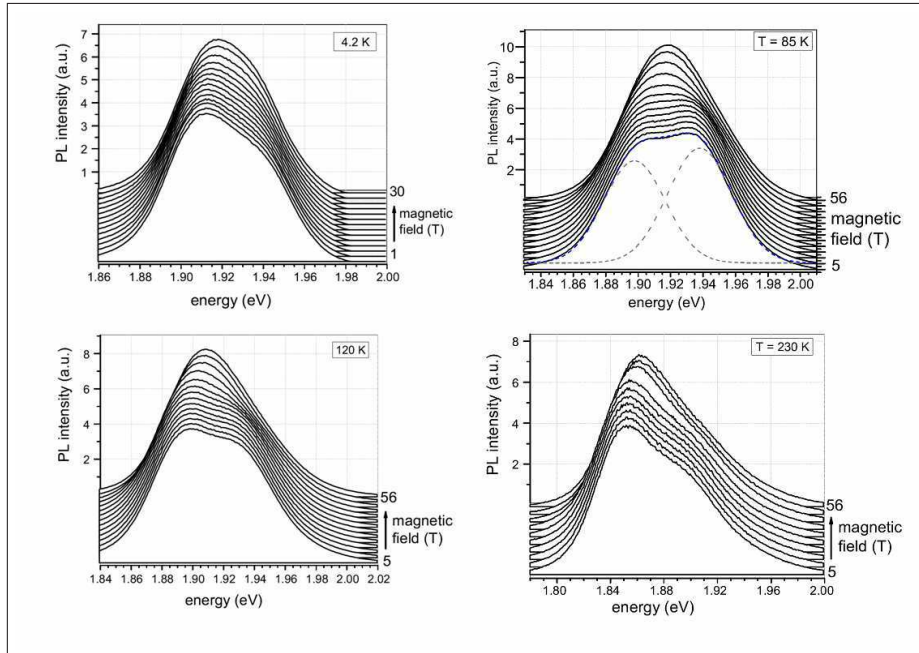 4.2 K
7
6
5
4
3
2
1
PL intensity (a.u.)
30
magnetic
field (T)
1
1.86 1.88 1.90 1.92 1.94 1.96 1.98 2.00
energy (eV)
T = 85 K
10
8
6
4
2
PL intensity (a.u.)
56
magnetic
field (T)
5
1.84 1.86 1.88 1.90 1.92 1.94 1.96 1.98 2.00
energy (eV)
120 K
8
6
4
2
PL intensity (a.u.)
56
magnetic
field (T)
5
1.84 1.86 1.88 1.90 1.92 1.94 1.96 1.98 2.00 2.02
energy (eV)
T = 230 K
8
6
4
2
PL intensity (a.u.)
56
magnetic
field (T)
5
1.80 1.84 1.88 1.92 1.96 2.00
energy (eV)